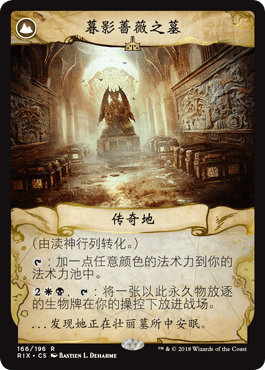 暮影蔷薇之墓
传奇地
（由渎神行列转化。）
：加一点任意颜色的法术力到你的
法术力池中。
2，：将一张以此永久物放逐
的生物牌在你的操控下放进战场。
…发现她正在壮丽墓所中安眠。
166/196 R
RIX • CS BASTIEN L. DEHARME
™ & © 2018 Wizards of the Coast